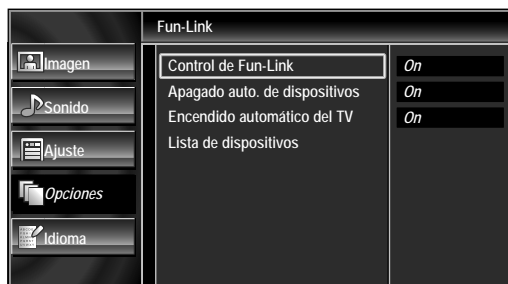 Fun-Link
Imagen
Sonido
Ajuste
Opciones
Idioma
Control de Fun-Link On
Apagado auto. de dispositivos On
Encendido automático del TV On
Lista de dispositivos